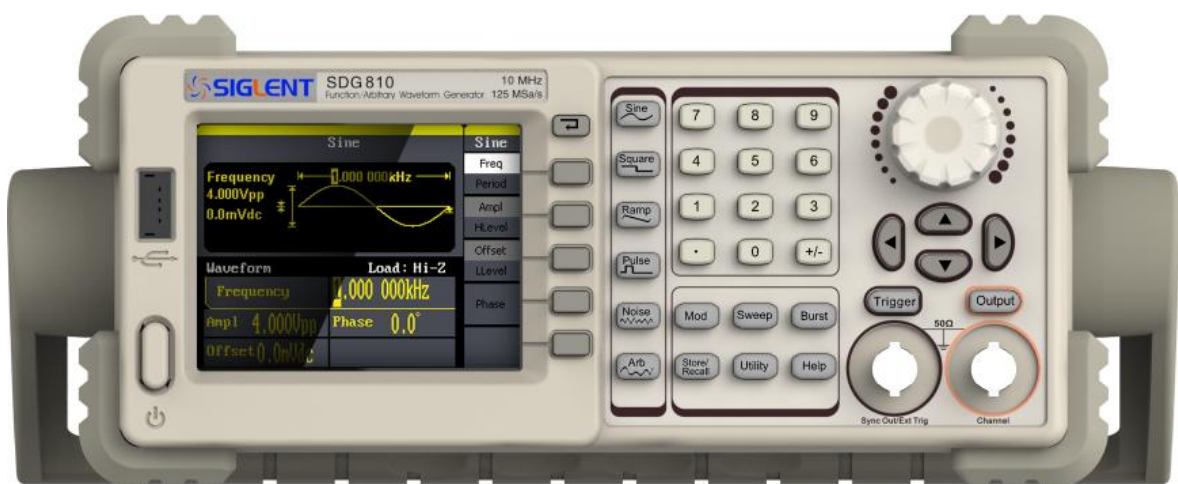 SIGLENT SDG810 10 MHz
Function/Arbitrary Waveform Generator 125 MSa/s
Sine
Frequency 1.000 000kHz
4.000Vpp
0.0mVdc
Waveform Load: Hi-Z
Frequency 1.000 000kHz
Ampl 4.000Vpp Phase 0.0°
Offset 0.0mVdc
Sine
Freq
Period
Ampl
HLevel
Offset
LLevel
Phase
Sine
Square
Ramp
Pulse
Noise
Arb
7 8 9
4 5 6
1 2 3
. 0 +/-
Mod Sweep Burst
Store/
Recall Utility Help
Trigger Output
50Ω
Sync Out/Ext Trig Channel